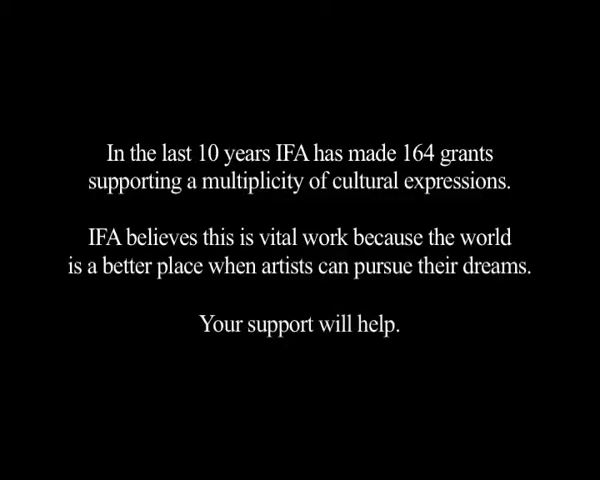 In the last 10 years IFA has made 164 grants
supporting a multiplicity of cultural expressions.
IFA believes this is vital work because the world
is a better place when artists can pursue their dreams.
Your support will help.